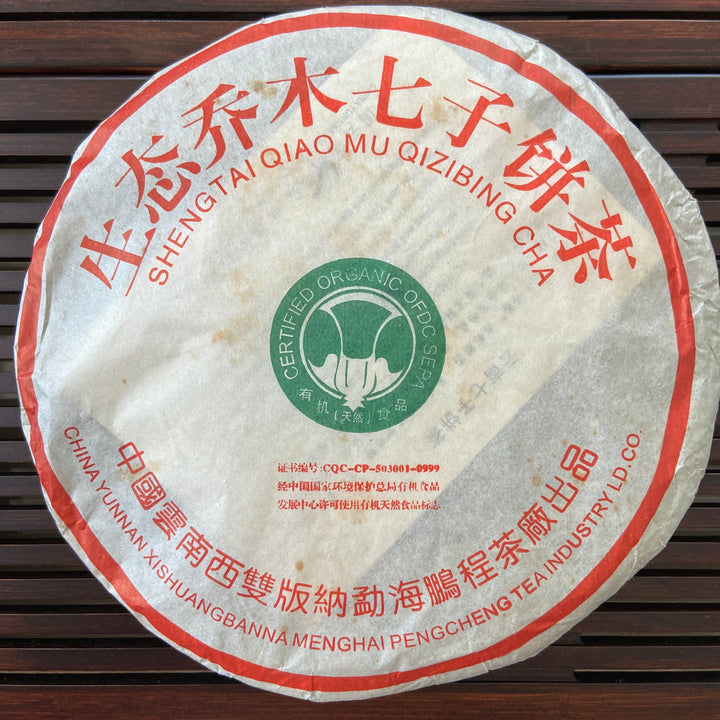 生态乔木七子饼茶
SHENGTAI QIAO MU QIZIBING CHA
CERTIFIED ORGANIC OFDC SEPA
有机(天然)食品
证书编号:CQC-CP-503001-0999
经中国国家环境保护总局有机食品
发展中心许可使用有机天然食品标志
中國雲南西雙版納勐海鵬程茶廠出品
CHINAYUNNAN XISHUANGBANNA MENGHAI PENGCHENG TEA INDUSTRY LD.CO.